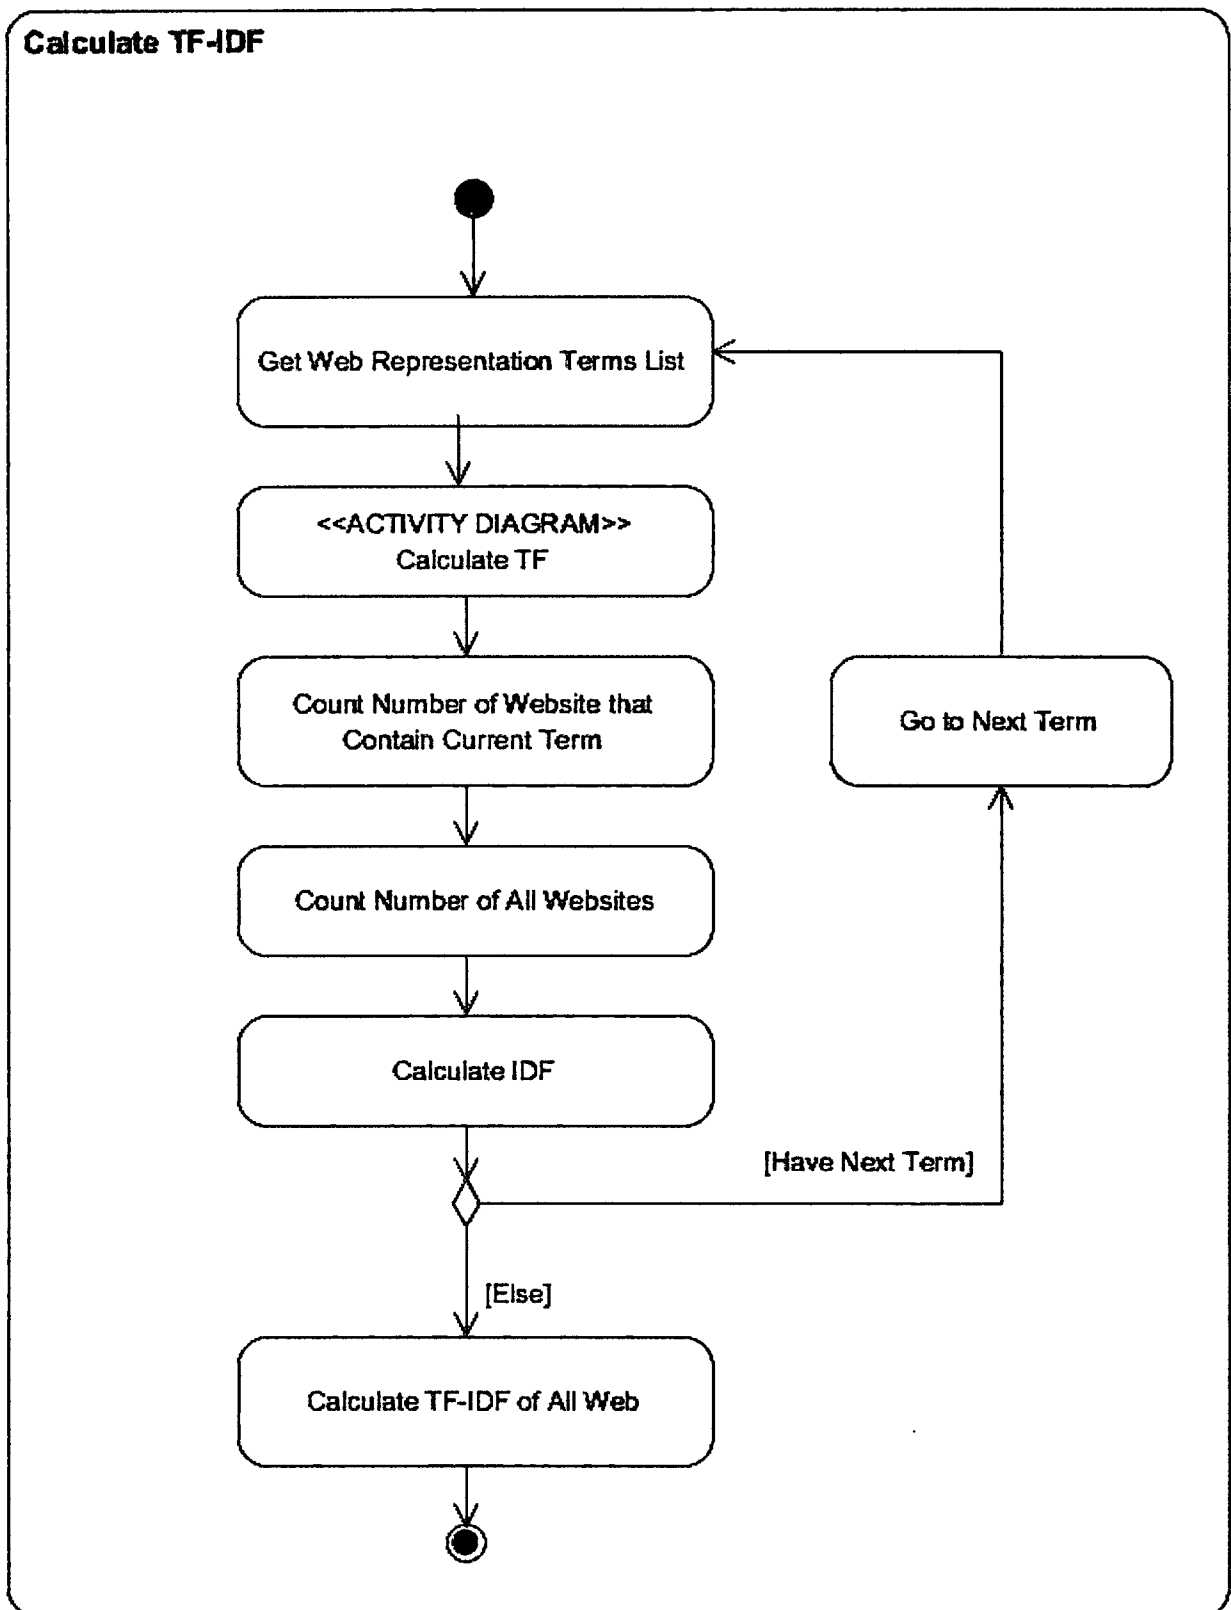 Calculate TF-IDF
Get Web Representation Terms List
<<ACTIVITY DIAGRAM>>
Calculate TF
Count Number of Website that
Contain Current Term
Go to Next Term
Count Number of All Websites
Calculate IDF
[Have Next Term]
[Else]
Calculate TF-IDF of All Web